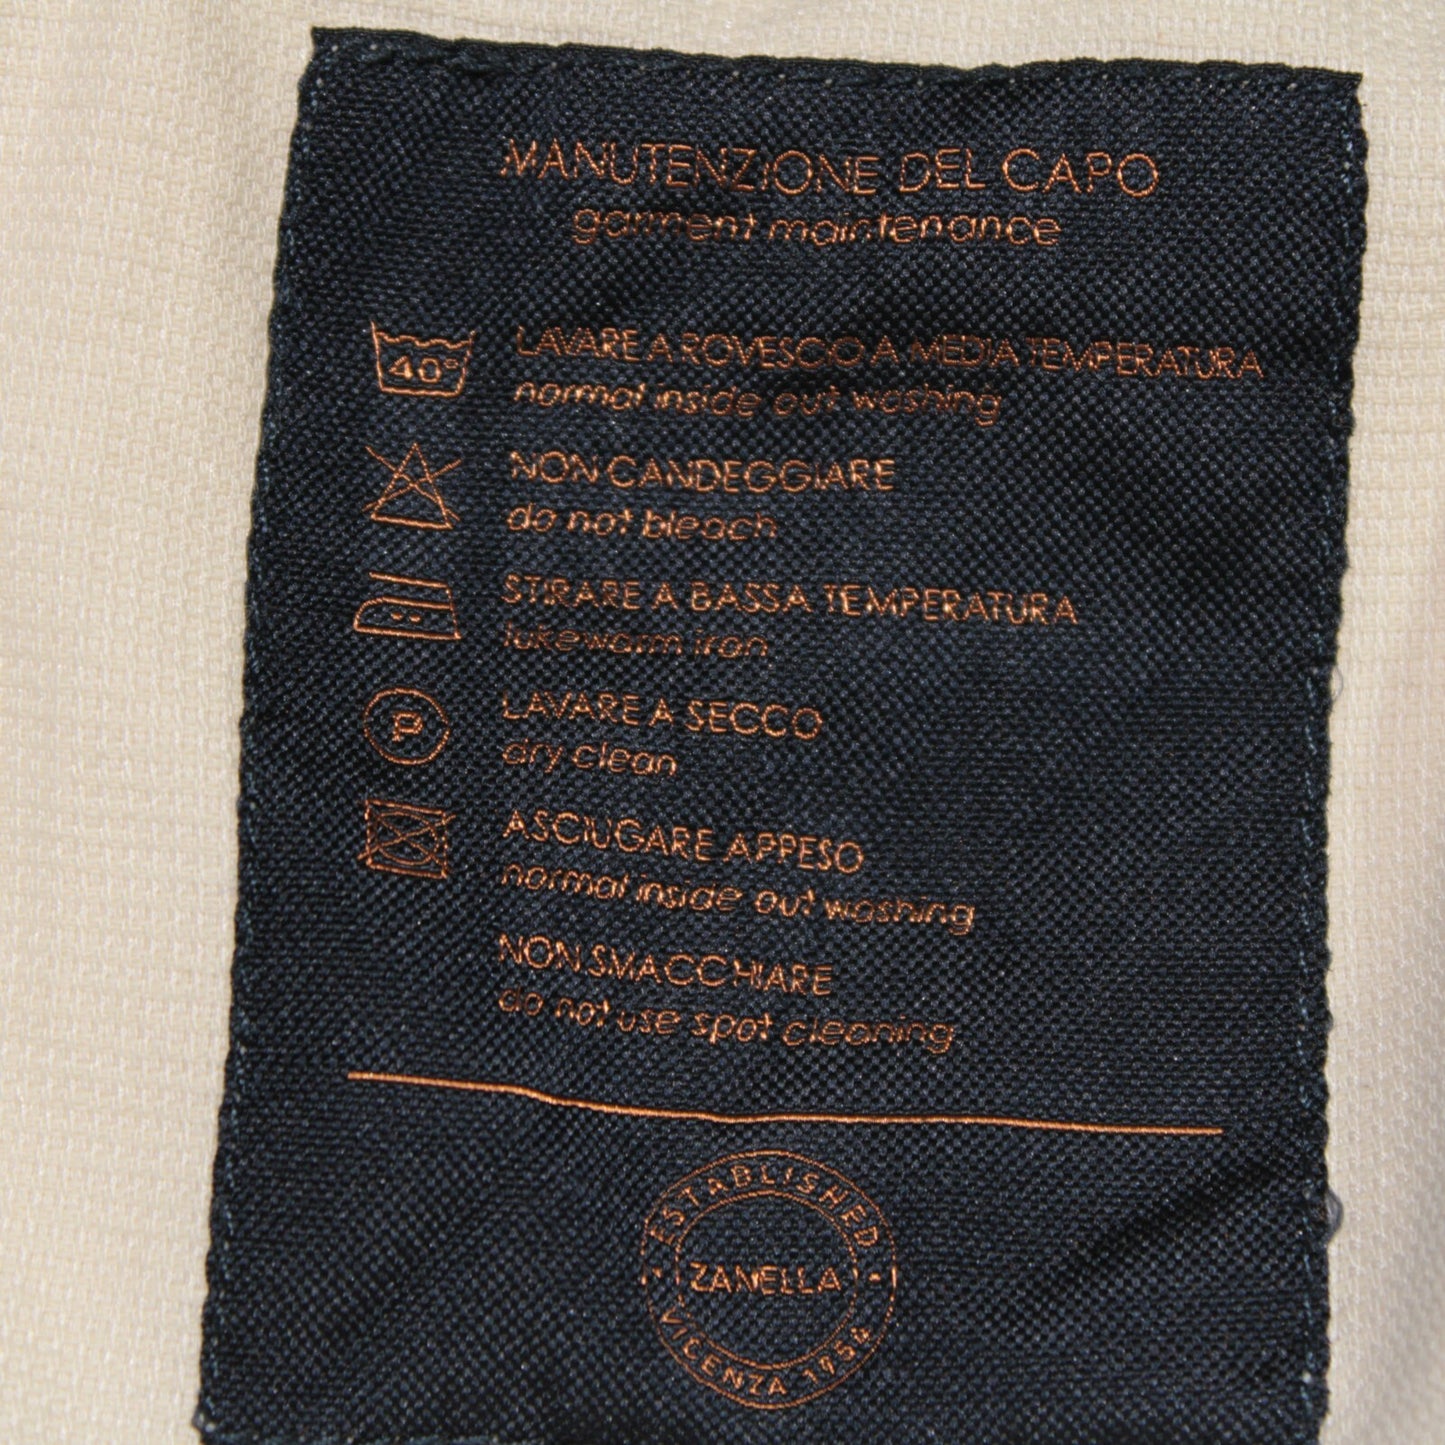 MANUTENZIONE DEL CAPO
garment maintenance
40°
LAVARE A ROVESCIO A MEDIA TEMPERATURA
normal inside out washing
NON CANDEGGIARE
do not bleach
STIRARE A BASSA TEMPERATURA
lukewarm iron
P
LAVARE A SECCO
dry clean
ASCIUGARE APPESO
normal inside out washing
NON SMACCHIARE
do not use spot cleaning
ESTABLISHED
ZANELLA
VICENZA 1954